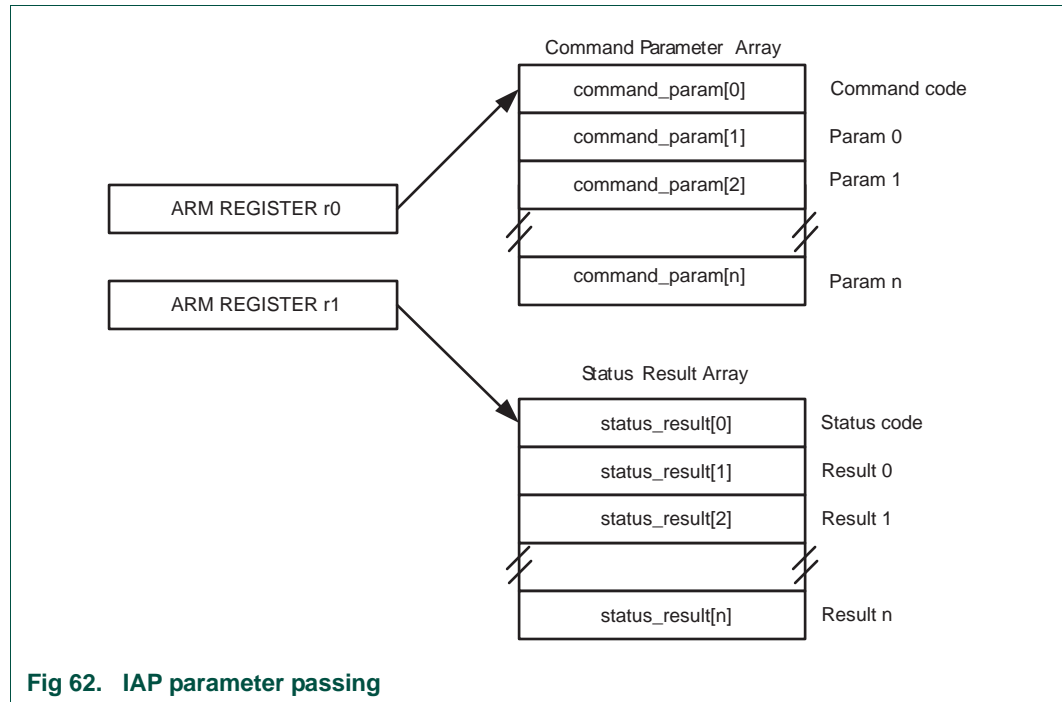 Command Parameter Array
command_param[0] Command code
command_param[1] Param 0
command_param[2] Param 1
ARM REGISTER r0
command_param[n] Param n
ARM REGISTER r1
Status Result Array
status_result[0] Status code
status_result[1] Result 0
status_result[2] Result 1
status_result[n] Result n
Fig 62. IAP parameter passing